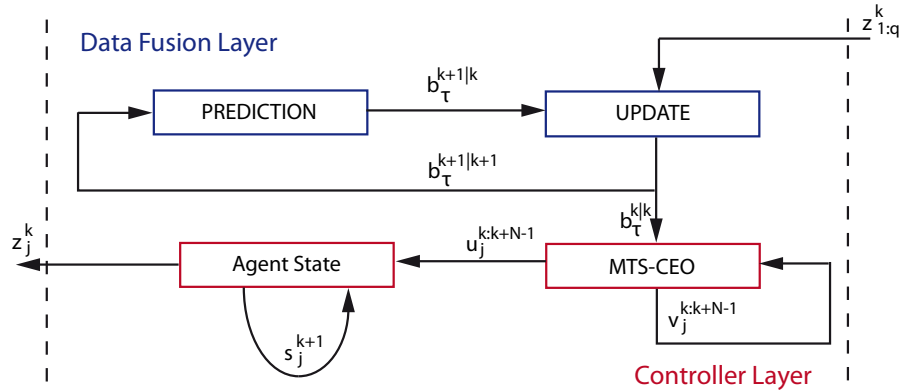 z_{1:q}^{k}
Data Fusion Layer
b_τ^{k+1|k}
PREDICTION
UPDATE
b_τ^{k+1|k+1}
b_τ^{k|k}
z_j^{k}
u_j^{k:k+N-1}
Agent State
MTS-CEO
v_j^{k:k+N-1}
s_j^{k+1}
Controller Layer